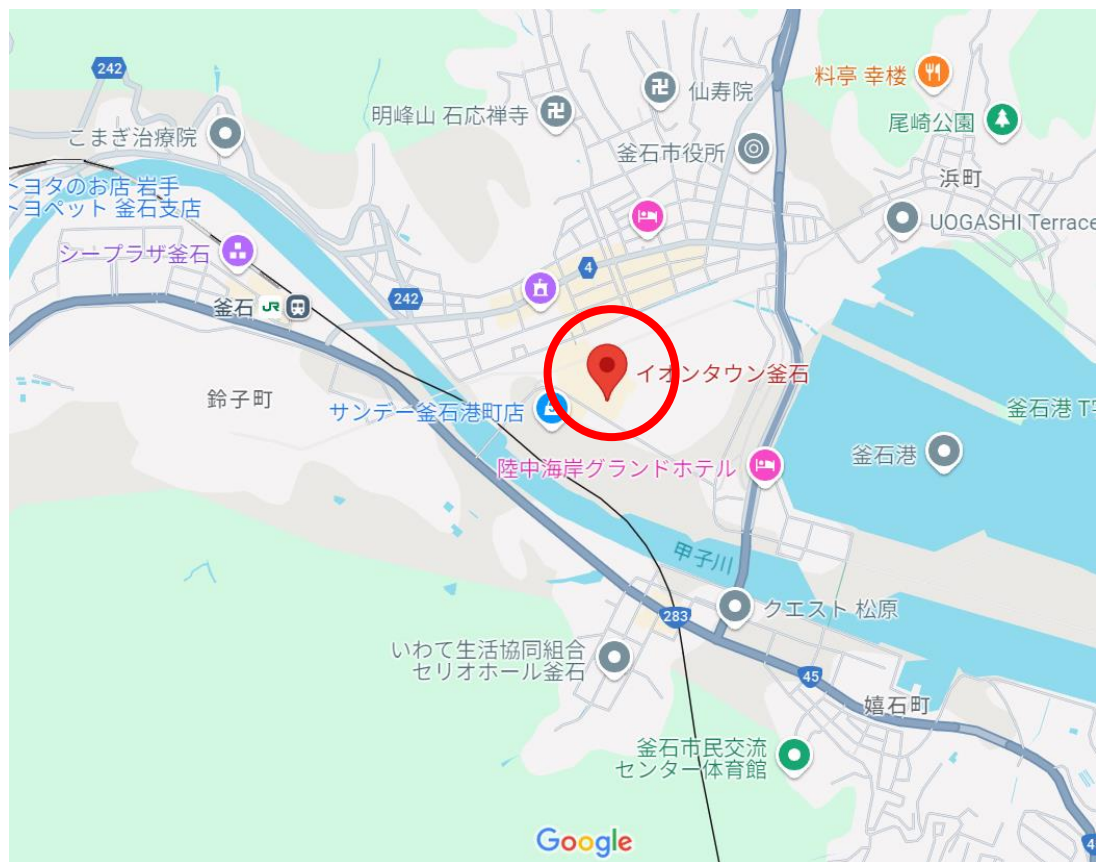 242
料亭 幸楼
仙寿院
明峰山 石応禅寺
尾崎公園
こまぎ治療院
釜石市役所
浜町
トヨタのお店 岩手
トヨペット 釜石支店
UOGASHI Terrace
シープラザ釜石
4
釜石 JR
242
イオンタウン釜石
鈴子町
サンデー釜石港町店
釜石港 T字
釜石港
陸中海岸グランドホテル
甲子川
283
クエスト 松原
いわて生活協同組合
セリオホール釜石
45
嬉石町
釜石市民交流
センター体育館
Google